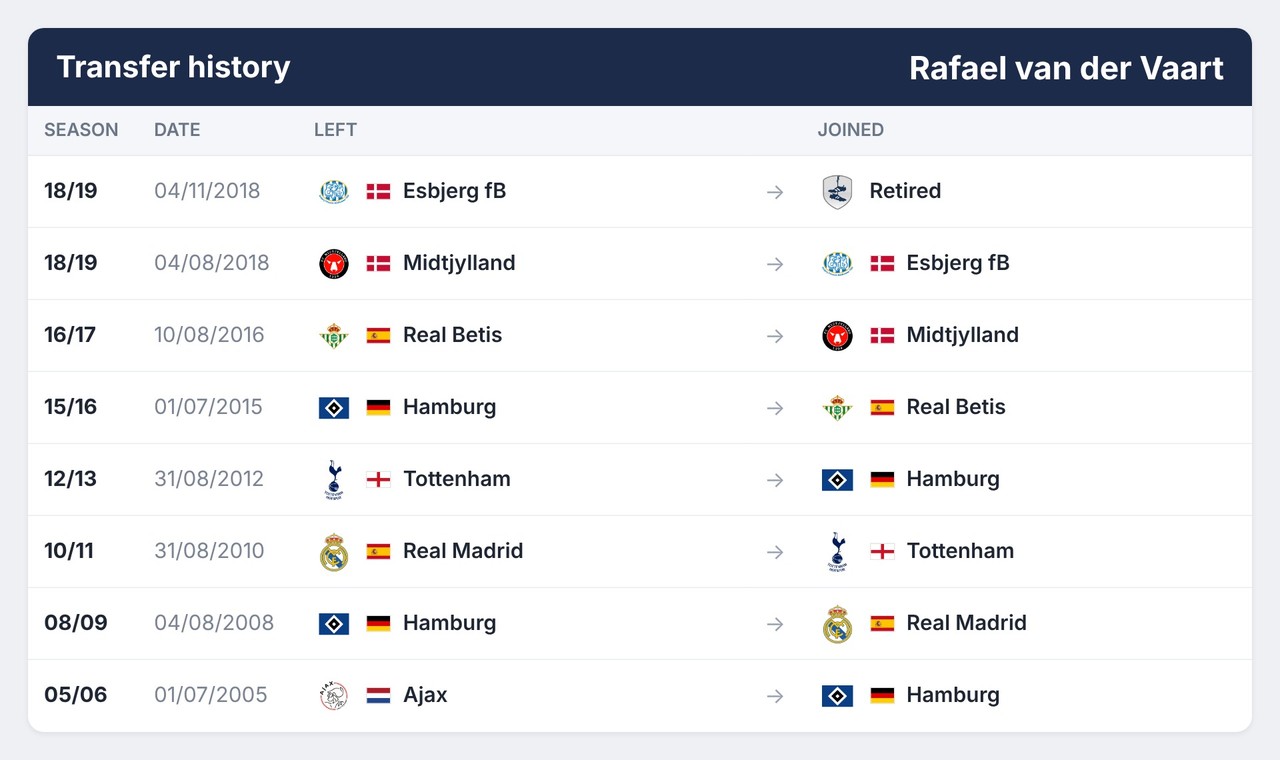 Transfer history Rafael van der Vaart
SEASON DATE LEFT JOINED
18/19 04/11/2018 Esbjerg fB → Retired
18/19 04/08/2018 Midtjylland → Esbjerg fB
16/17 10/08/2016 Real Betis → Midtjylland
15/16 01/07/2015 Hamburg → Real Betis
12/13 31/08/2012 Tottenham → Hamburg
10/11 31/08/2010 Real Madrid → Tottenham
08/09 04/08/2008 Hamburg → Real Madrid
05/06 01/07/2005 Ajax → Hamburg